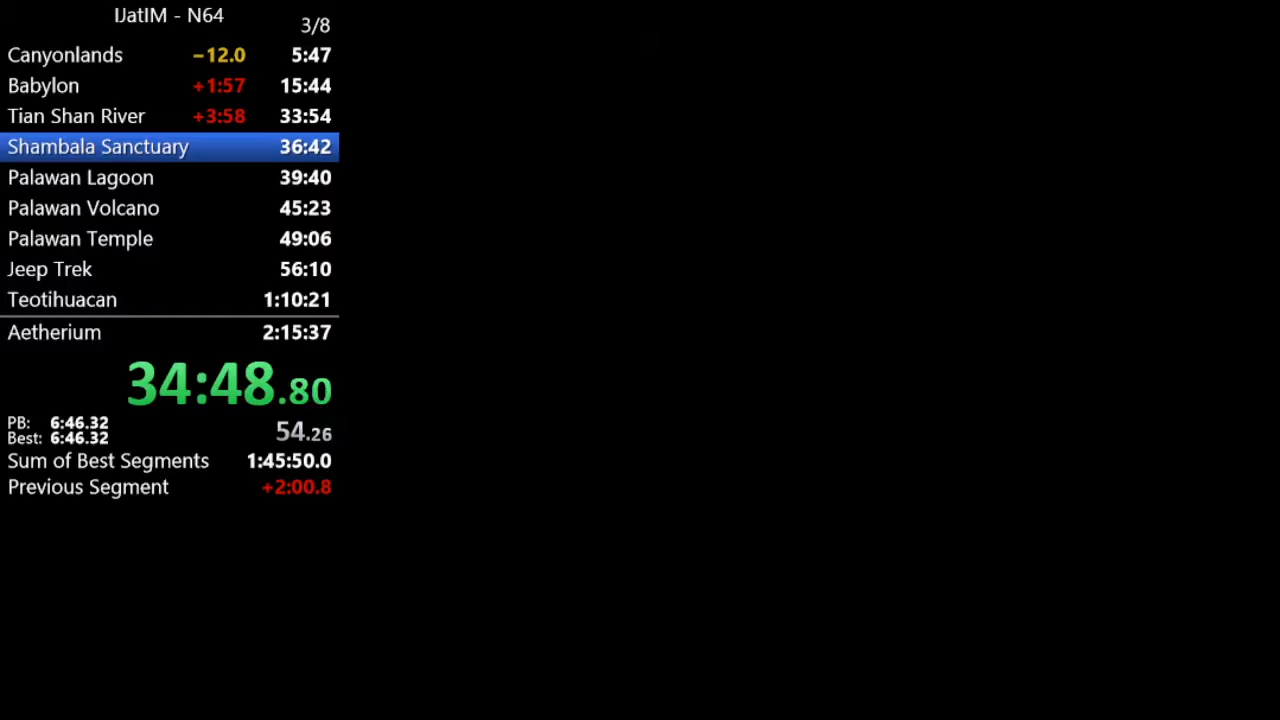 IJatIM - N64
3/8
Canyonlands −12.0 5:47
Babylon +1:57 15:44
Tian Shan River +3:58 33:54
Shambala Sanctuary 36:42
Palawan Lagoon 39:40
Palawan Volcano 45:23
Palawan Temple 49:06
Jeep Trek 56:10
Teotihuacan 1:10:21
Aetherium 2:15:37
34:48.80
PB: 6:46.32
Best: 6:46.32
54.26
Sum of Best Segments 1:45:50.0
Previous Segment +2:00.8